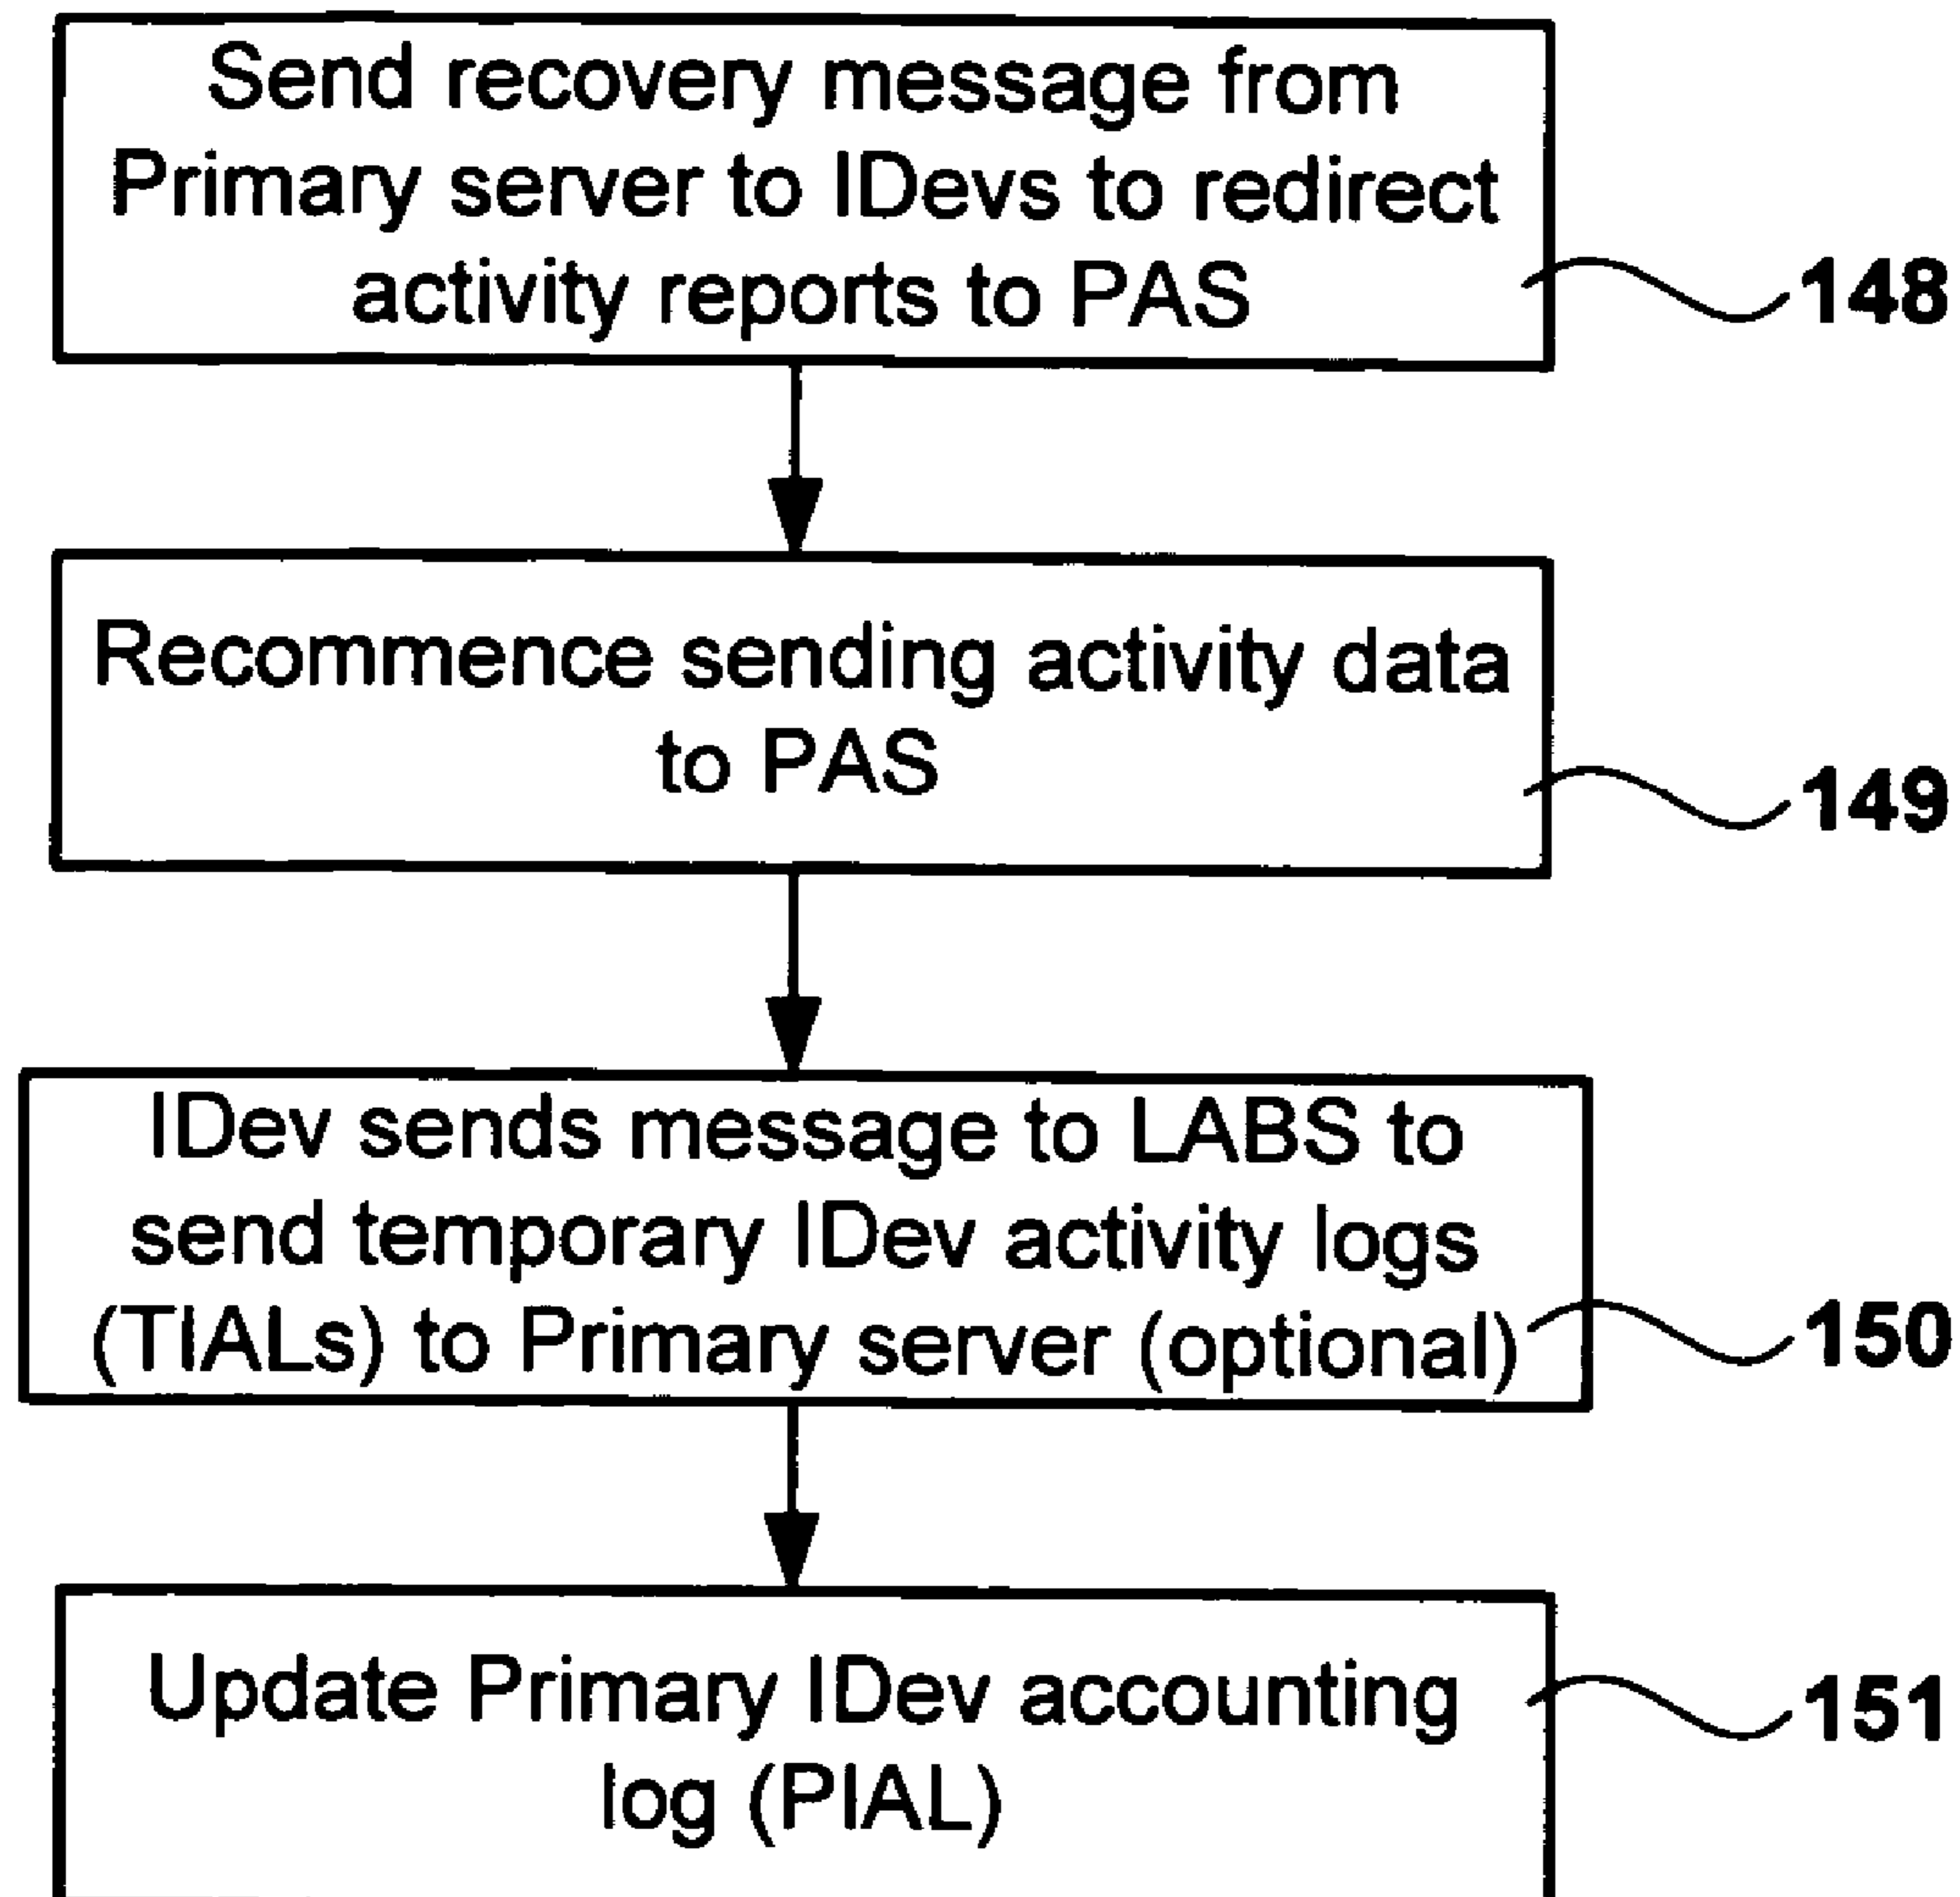 Send recovery message from
Primary server to IDevs to redirect
activity reports to PAS
148
Recommence sending activity data
to PAS
149
IDev sends message to LABS to
send temporary IDev activity logs
(TIALs) to Primary server (optional)
150
Update Primary IDev accounting
log (PIAL)
151